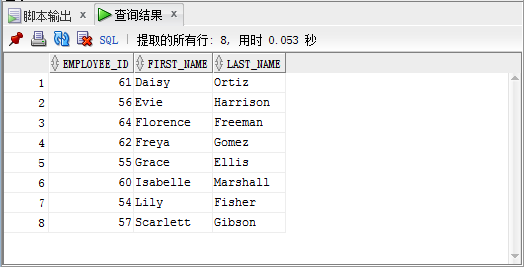 脚本输出 x 查询结果 x
SQL | 提取的所有行: 8, 用时 0.053 秒
EMPLOYEE_ID FIRST_NAME LAST_NAME
1 61 Daisy Ortiz
2 56 Evie Harrison
3 64 Florence Freeman
4 62 Freya Gomez
5 55 Grace Ellis
6 60 Isabelle Marshall
7 54 Lily Fisher
8 57 Scarlett Gibson